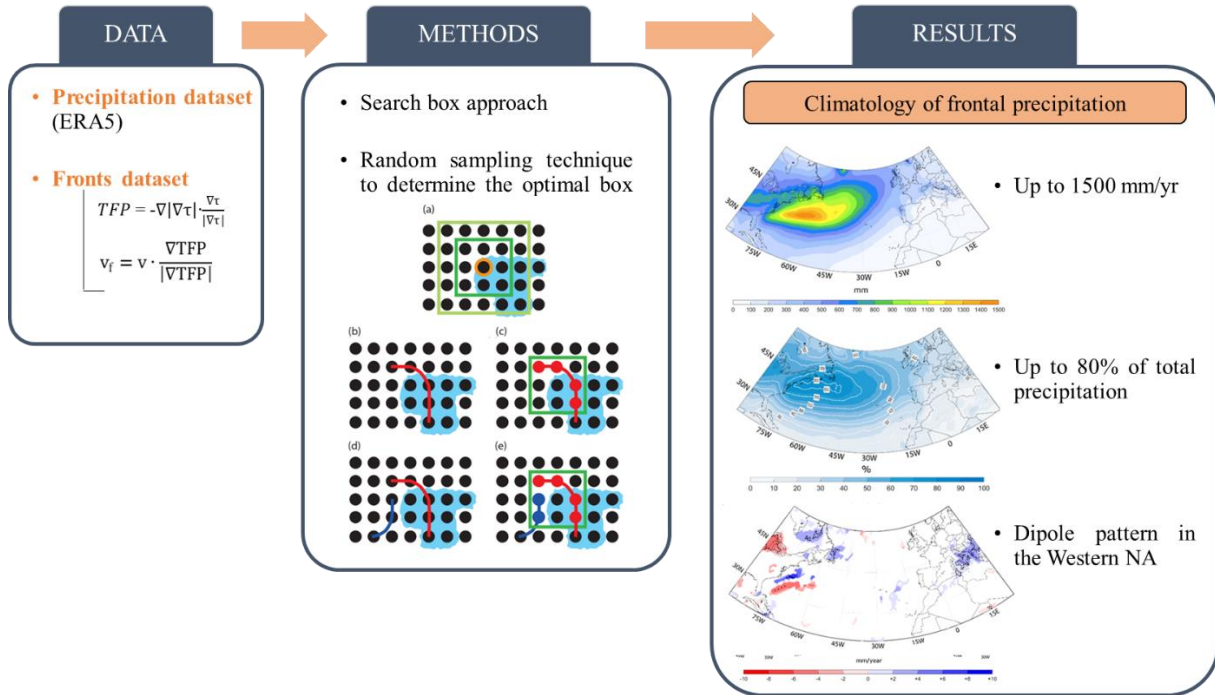 DATA
METHODS
RESULTS
• Precipitation dataset
(ERA5)
• Fronts dataset
TFP = -∇|∇τ|·∇τ/|∇τ|
v_f = v · ∇TFP/|∇TFP|
• Search box approach
• Random sampling technique
to determine the optimal box
(a)
(b)
(c)
(d)
(e)
Climatology of frontal precipitation
45N
30N
75W
60W
45W
30W
15W
0
15E
mm
0 100 200 300 400 500 600 700 800 900 1000 1100 1200 1300 1400 1500
• Up to 1500 mm/yr
45N
30N
75W
60W
45W
30W
15W
0
15E
%
0 10 20 30 40 50 60 70 80 90 100
• Up to 80% of total
precipitation
45N
30N
75W
60W
45W
30W
15W
0
15E
mm/year
-10 -8 -6 -4 -2 0 +2 +4 +6 +8 +10
• Dipole pattern in
the Western NA